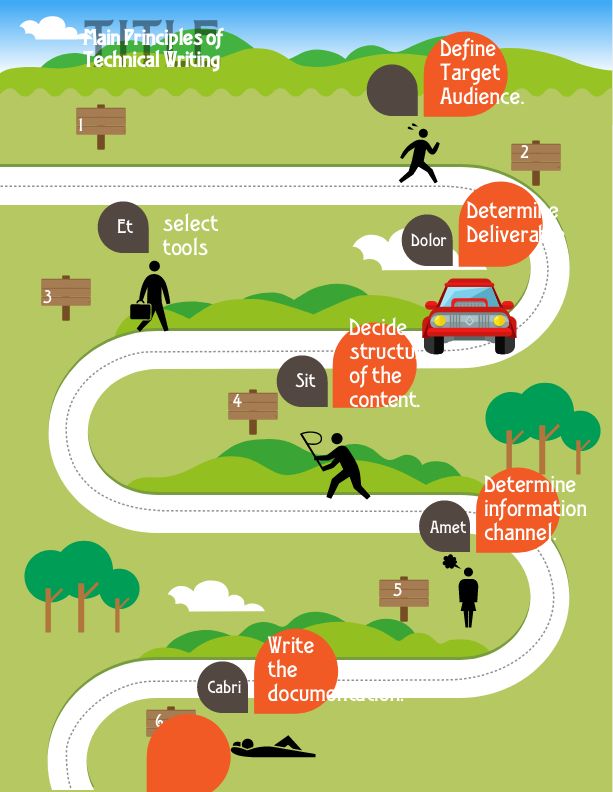 TITLE
Main Principles of
Technical Writing
Define
Target
Audience.
1
2
Et
select
tools
Dolor
Determine
Deliverable
3
Decide
structu
of the
content.
Sit
4
Determine
information
channel.
Amet
5
Write
the
documentation.
Cabri
6